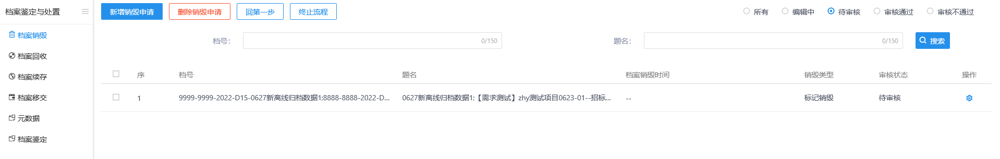 档案鉴定与处置
档案销毁
档案回收
档案续存
档案移交
元数据
档案鉴定
新增销毁申请 删除销毁申请 回第一步 终止流程 所有 编辑中 待审核 审核通过 审核不通过
档号: 0/150 题名: 0/150 搜索
序 档号 题名 档案销毁时间 销毁类型 审核状态 操作
1 9999-9999-2022-D15-0627新离线归档数据1;8888-8888-2022-D... 0627新离线归档数据1;【需求测试】zhy测试项目0623-01--招标... -- 标记销毁 待审核